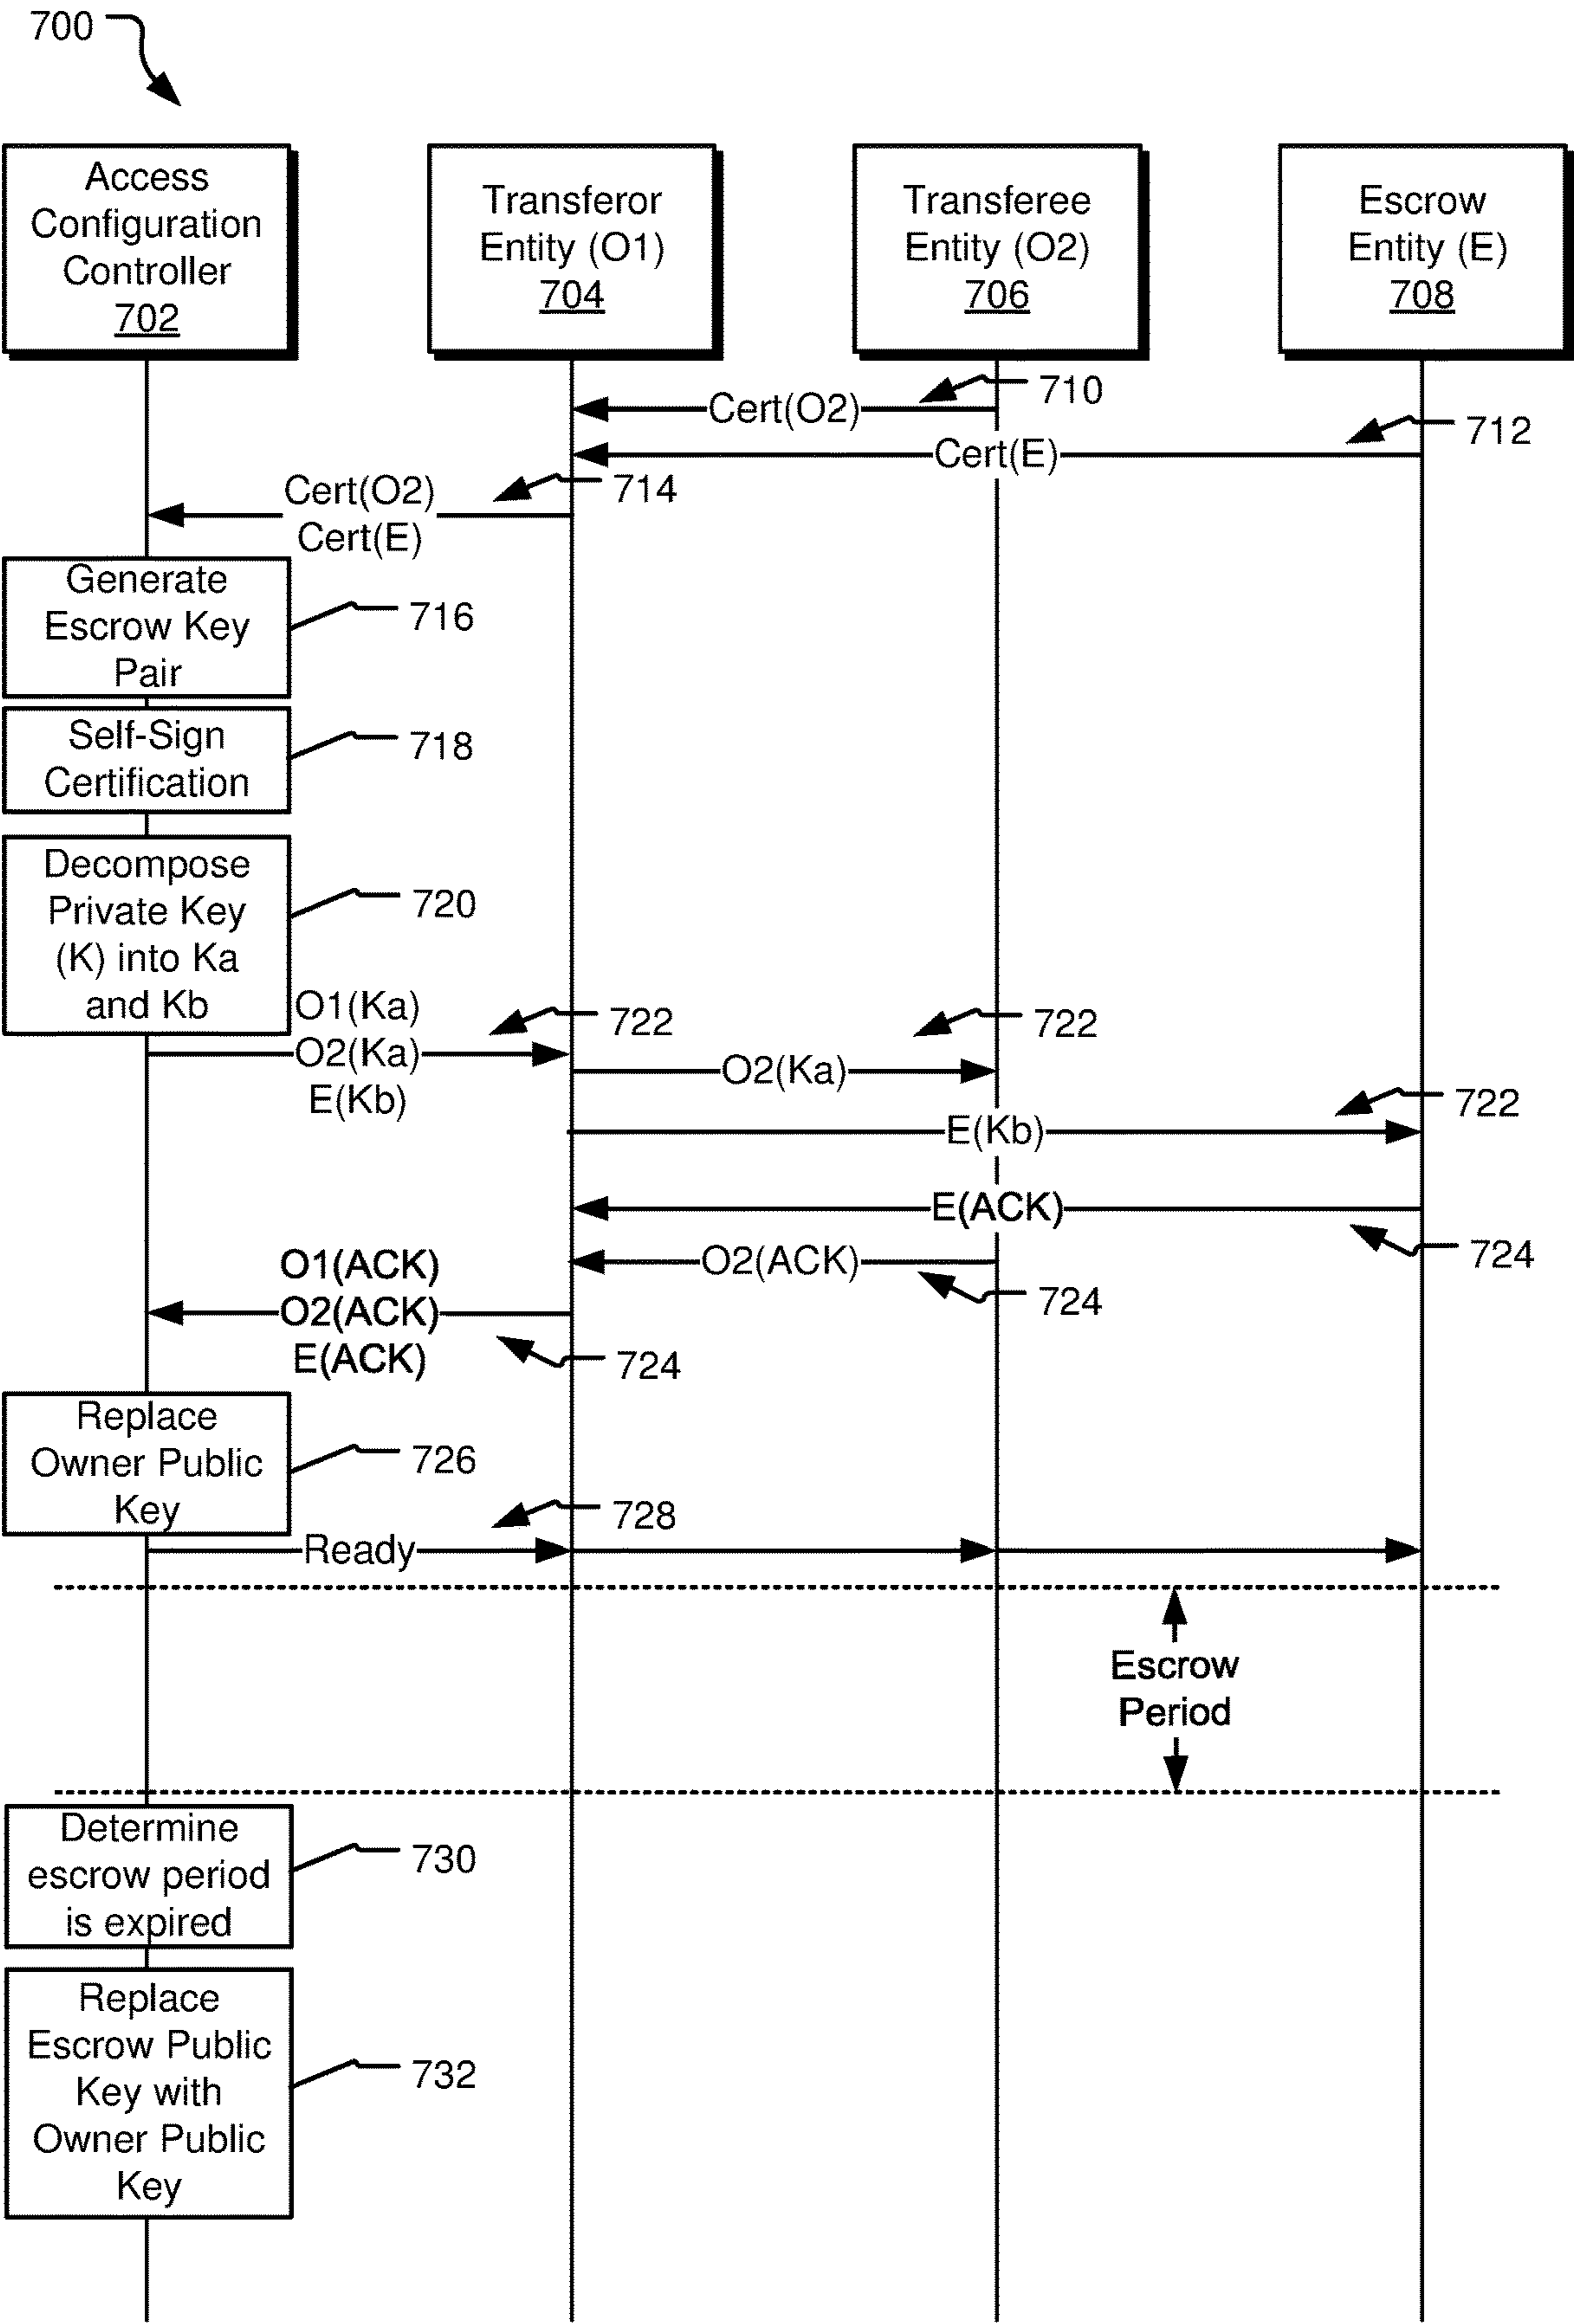 700
Access
Configuration
Controller
702
Transferor
Entity (O1)
704
Transferee
Entity (O2)
706
Escrow
Entity (E)
708
Cert(O2)
710
Cert(E)
712
Cert(O2)
Cert(E)
714
Generate
Escrow Key
Pair
716
Self-Sign
Certification
718
Decompose
Private Key
(K) into Ka
and Kb
720
O1(Ka)
O2(Ka)
E(Kb)
722
O2(Ka)
722
E(Kb)
722
E(ACK)
724
O2(ACK)
724
O1(ACK)
O2(ACK)
E(ACK)
724
Replace
Owner Public
Key
726
Ready
728
Escrow
Period
Determine
escrow period
is expired
730
Replace
Escrow Public
Key with
Owner Public
Key
732